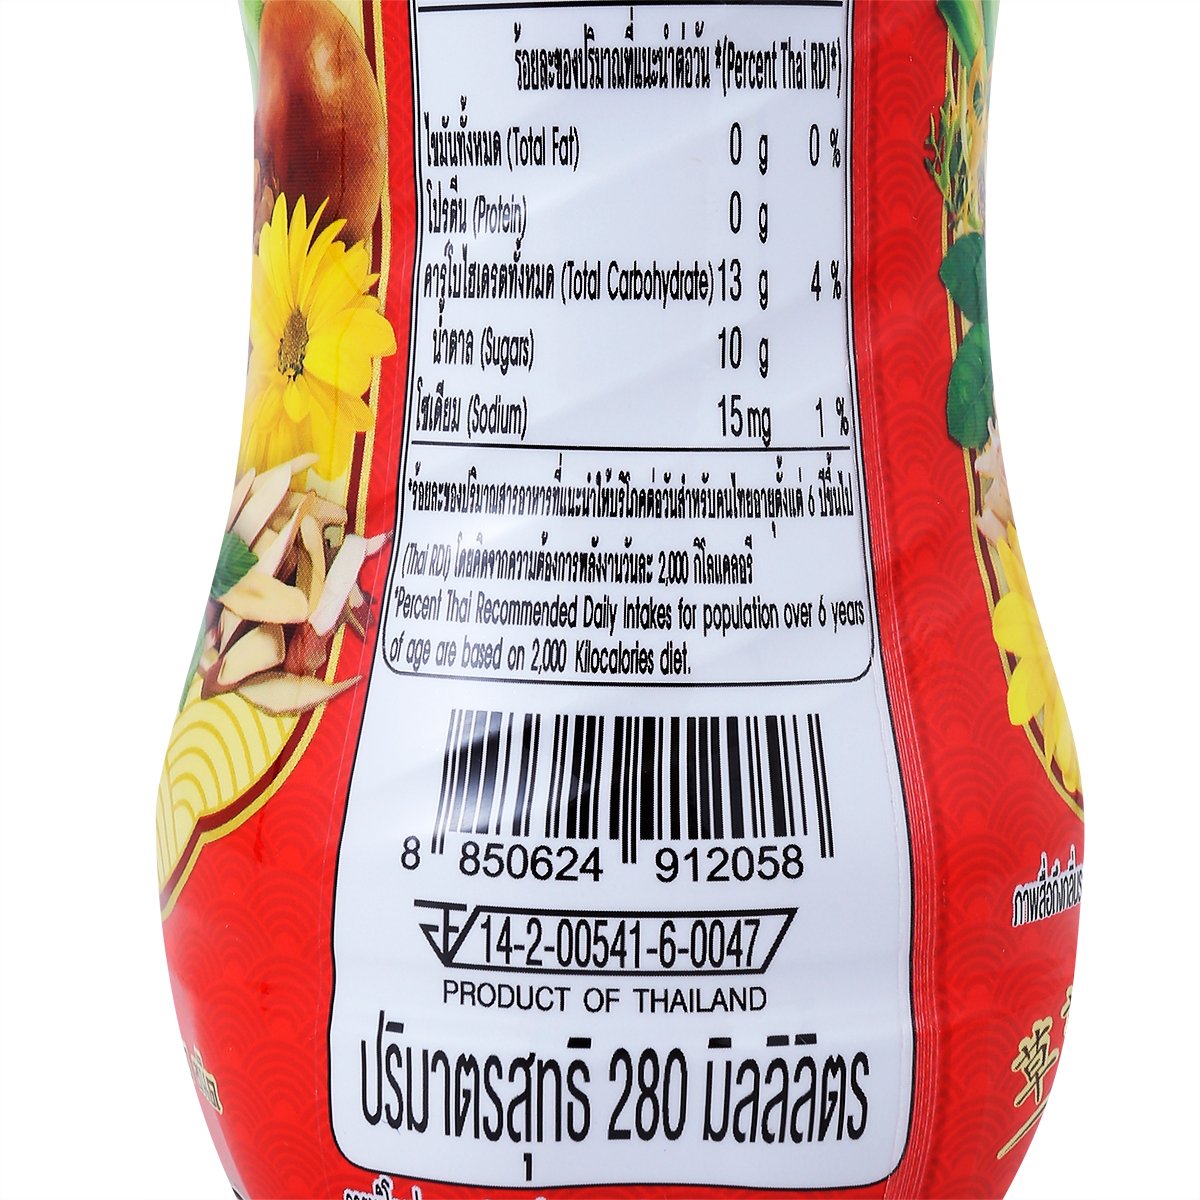 ร้อยละของปริมาณที่แนะนำต่อวัน *(Percent Thai RDI*)
ไขมันทั้งหมด (Total Fat) 0 g 0 %
โปรตีน (Protein) 0 g
คาร์โบไฮเดรตทั้งหมด (Total Carbohydrate) 13 g 4 %
น้ำตาล (Sugars) 10 g
โซเดียม (Sodium) 15 mg 1 %
*ร้อยละของปริมาณสารอาหารที่แนะนำให้บริโภคต่อวันสำหรับคนไทยอายุตั้งแต่ 6 ปีขึ้นไป
(Thai RDI) โดยคิดจากความต้องการพลังงานวันละ 2,000 กิโลแคลอรี
*Percent Thai Recommended Daily Intakes for population over 6 years
of age are based on 2,000 Kilocalories diet.
8 850624 912058
14-2-00541-6-0047
PRODUCT OF THAILAND
ปริมาตรสุทธิ 280 มิลลิลิตร
ภาพสื่อถึงกลิ่นร
草